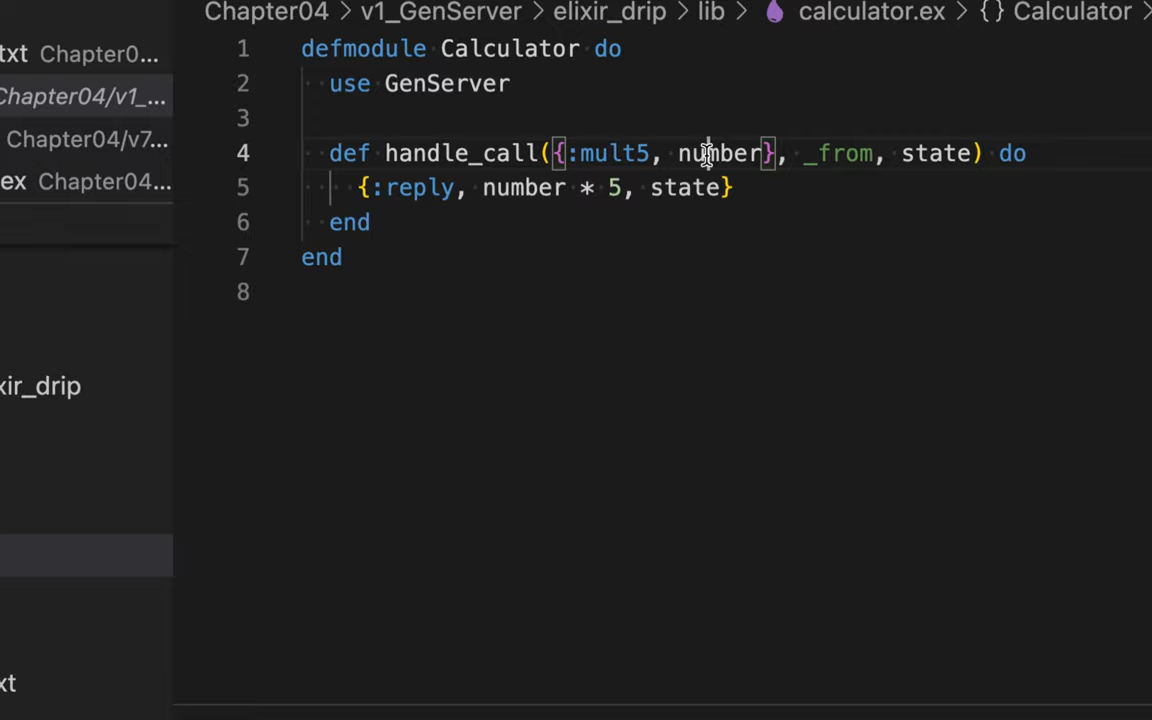 Chapter04 > v1_GenServer > elixir_drip > lib > calculator.ex > {} Calculator >
txt Chapter0...
Chapter04/v1_...
Chapter04/v7...
ex Chapter04...
xir_drip
xt
1 defmodule Calculator do
2 use GenServer
3
4 def handle_call({:mult5, number}, _from, state) do
5 {:reply, number * 5, state}
6 end
7 end
8